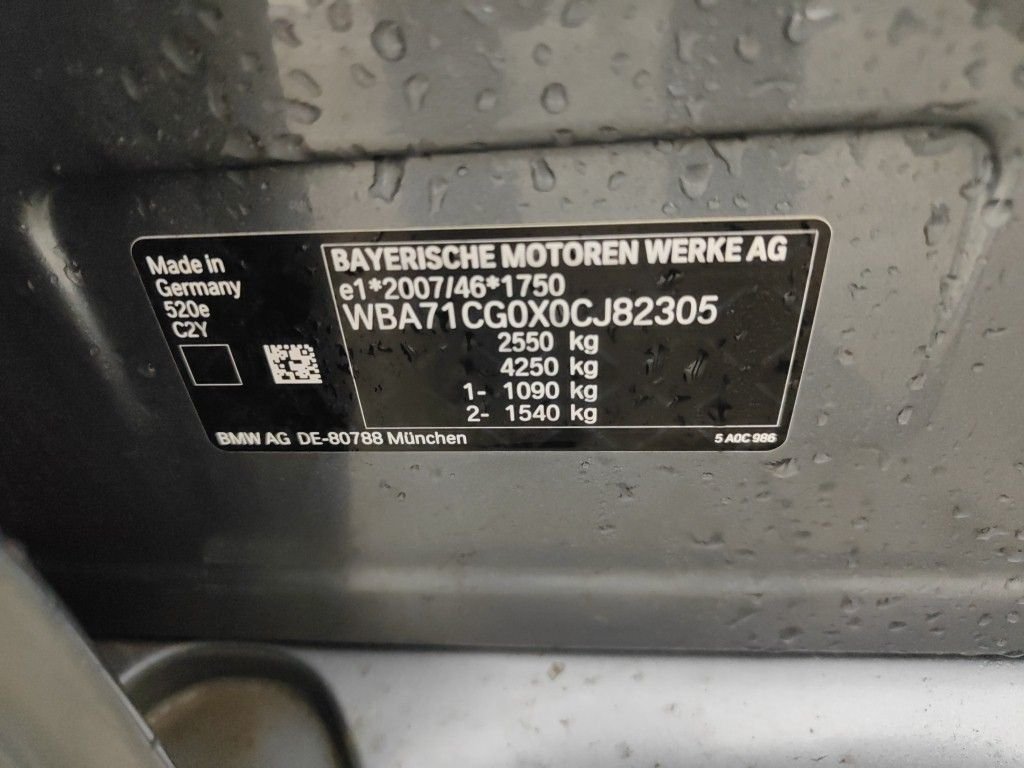 Made in
Germany
520e
C2Y
BAYERISCHE MOTOREN WERKE AG
e1*2007/46*1750
WBA71CG0X0CJ82305
2550 kg
4250 kg
1- 1090 kg
2- 1540 kg
BMW AG DE-80788 München
5 A0C 986